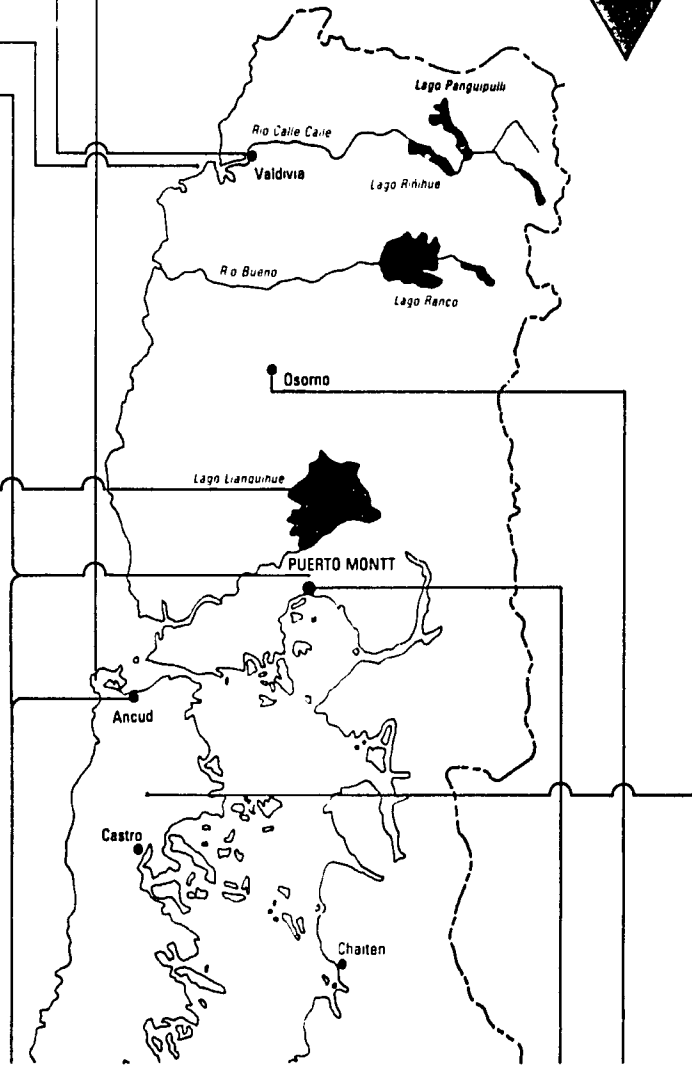 Lago Panguipulli
Rio Calle Calle
Valdivia
Lago Riñihue
Rio Bueno
Lago Ranco
Osorno
Lago Llanquihue
PUERTO MONTT
Ancud
Castro
Chaiten